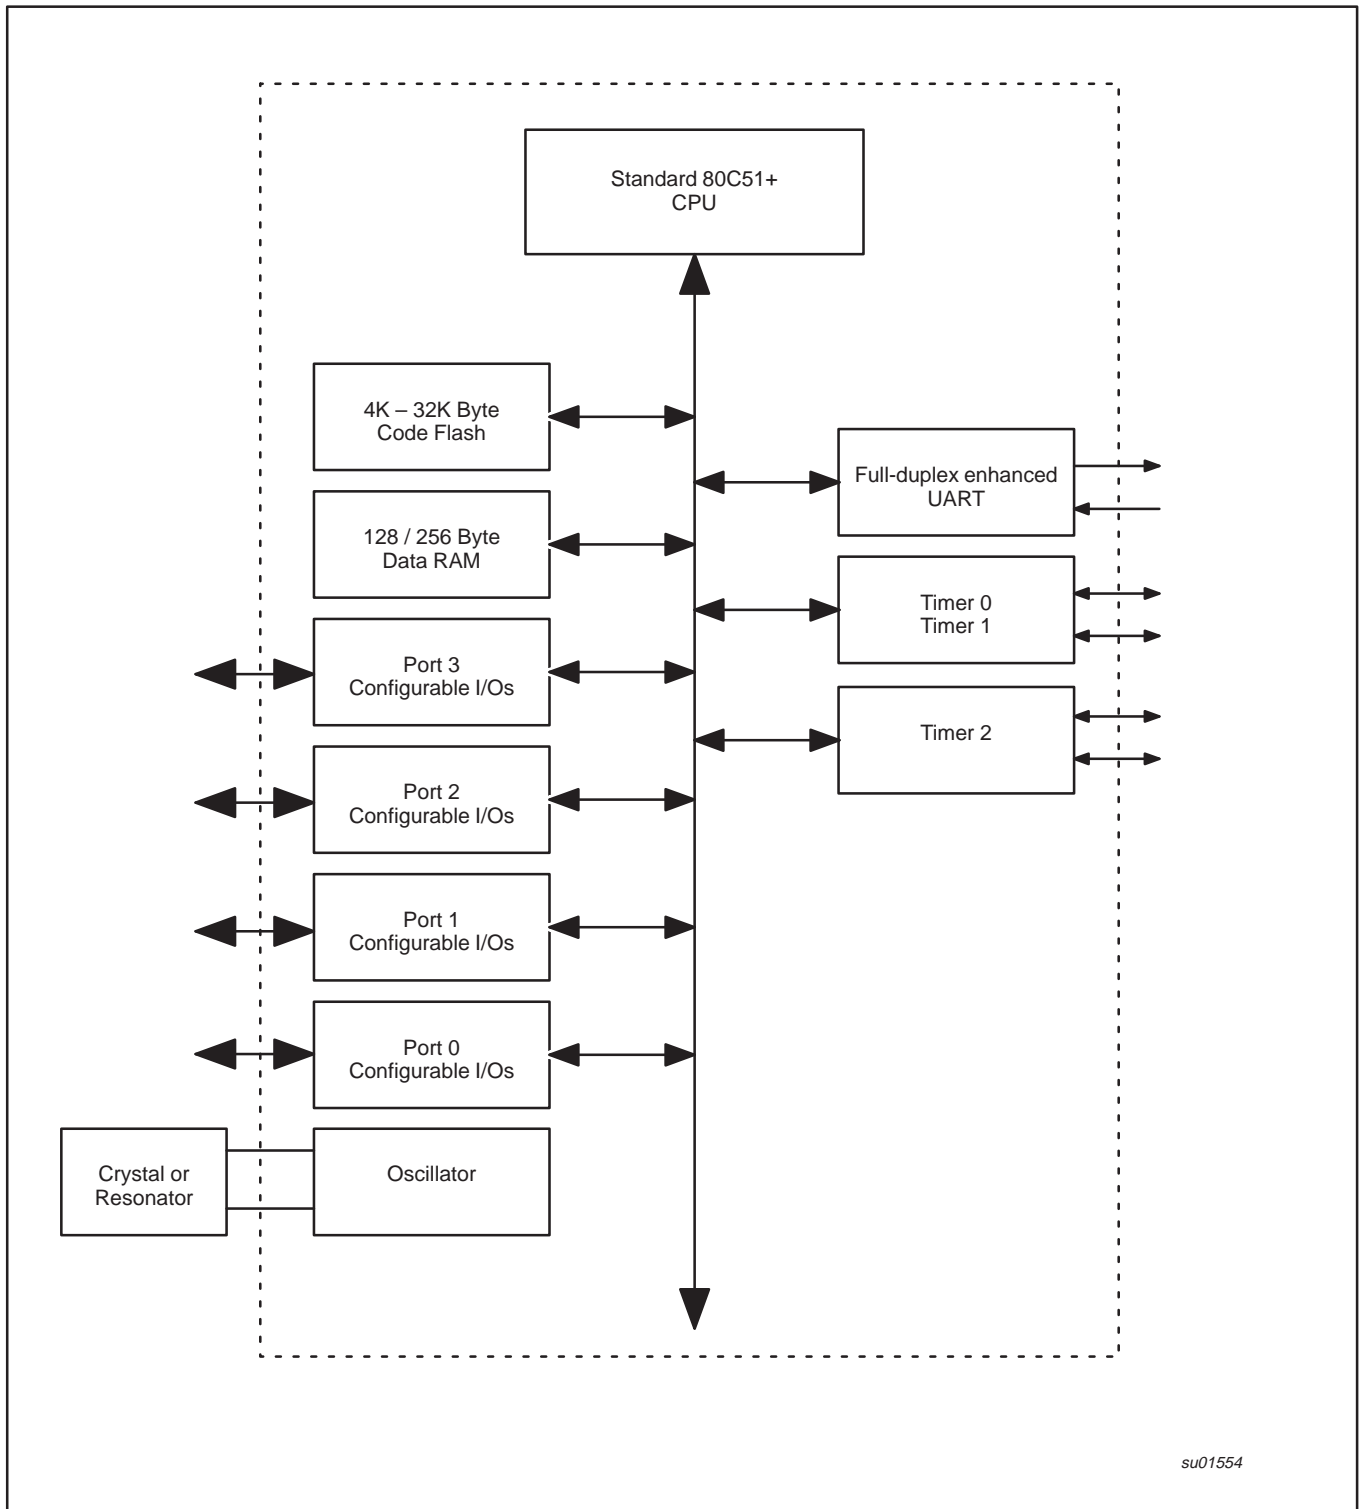 Standard 80C51+
CPU
4K – 32K Byte
Code Flash
128 / 256 Byte
Data RAM
Port 3
Configurable I/Os
Port 2
Configurable I/Os
Port 1
Configurable I/Os
Port 0
Configurable I/Os
Crystal or
Resonator
Oscillator
Full-duplex enhanced
UART
Timer 0
Timer 1
Timer 2
su01554